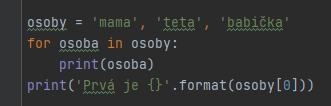 osoby = 'mama', 'teta', 'babička'
for osoba in osoby:
    print(osoba)
print('Prvá je {}'.format(osoby[0]))